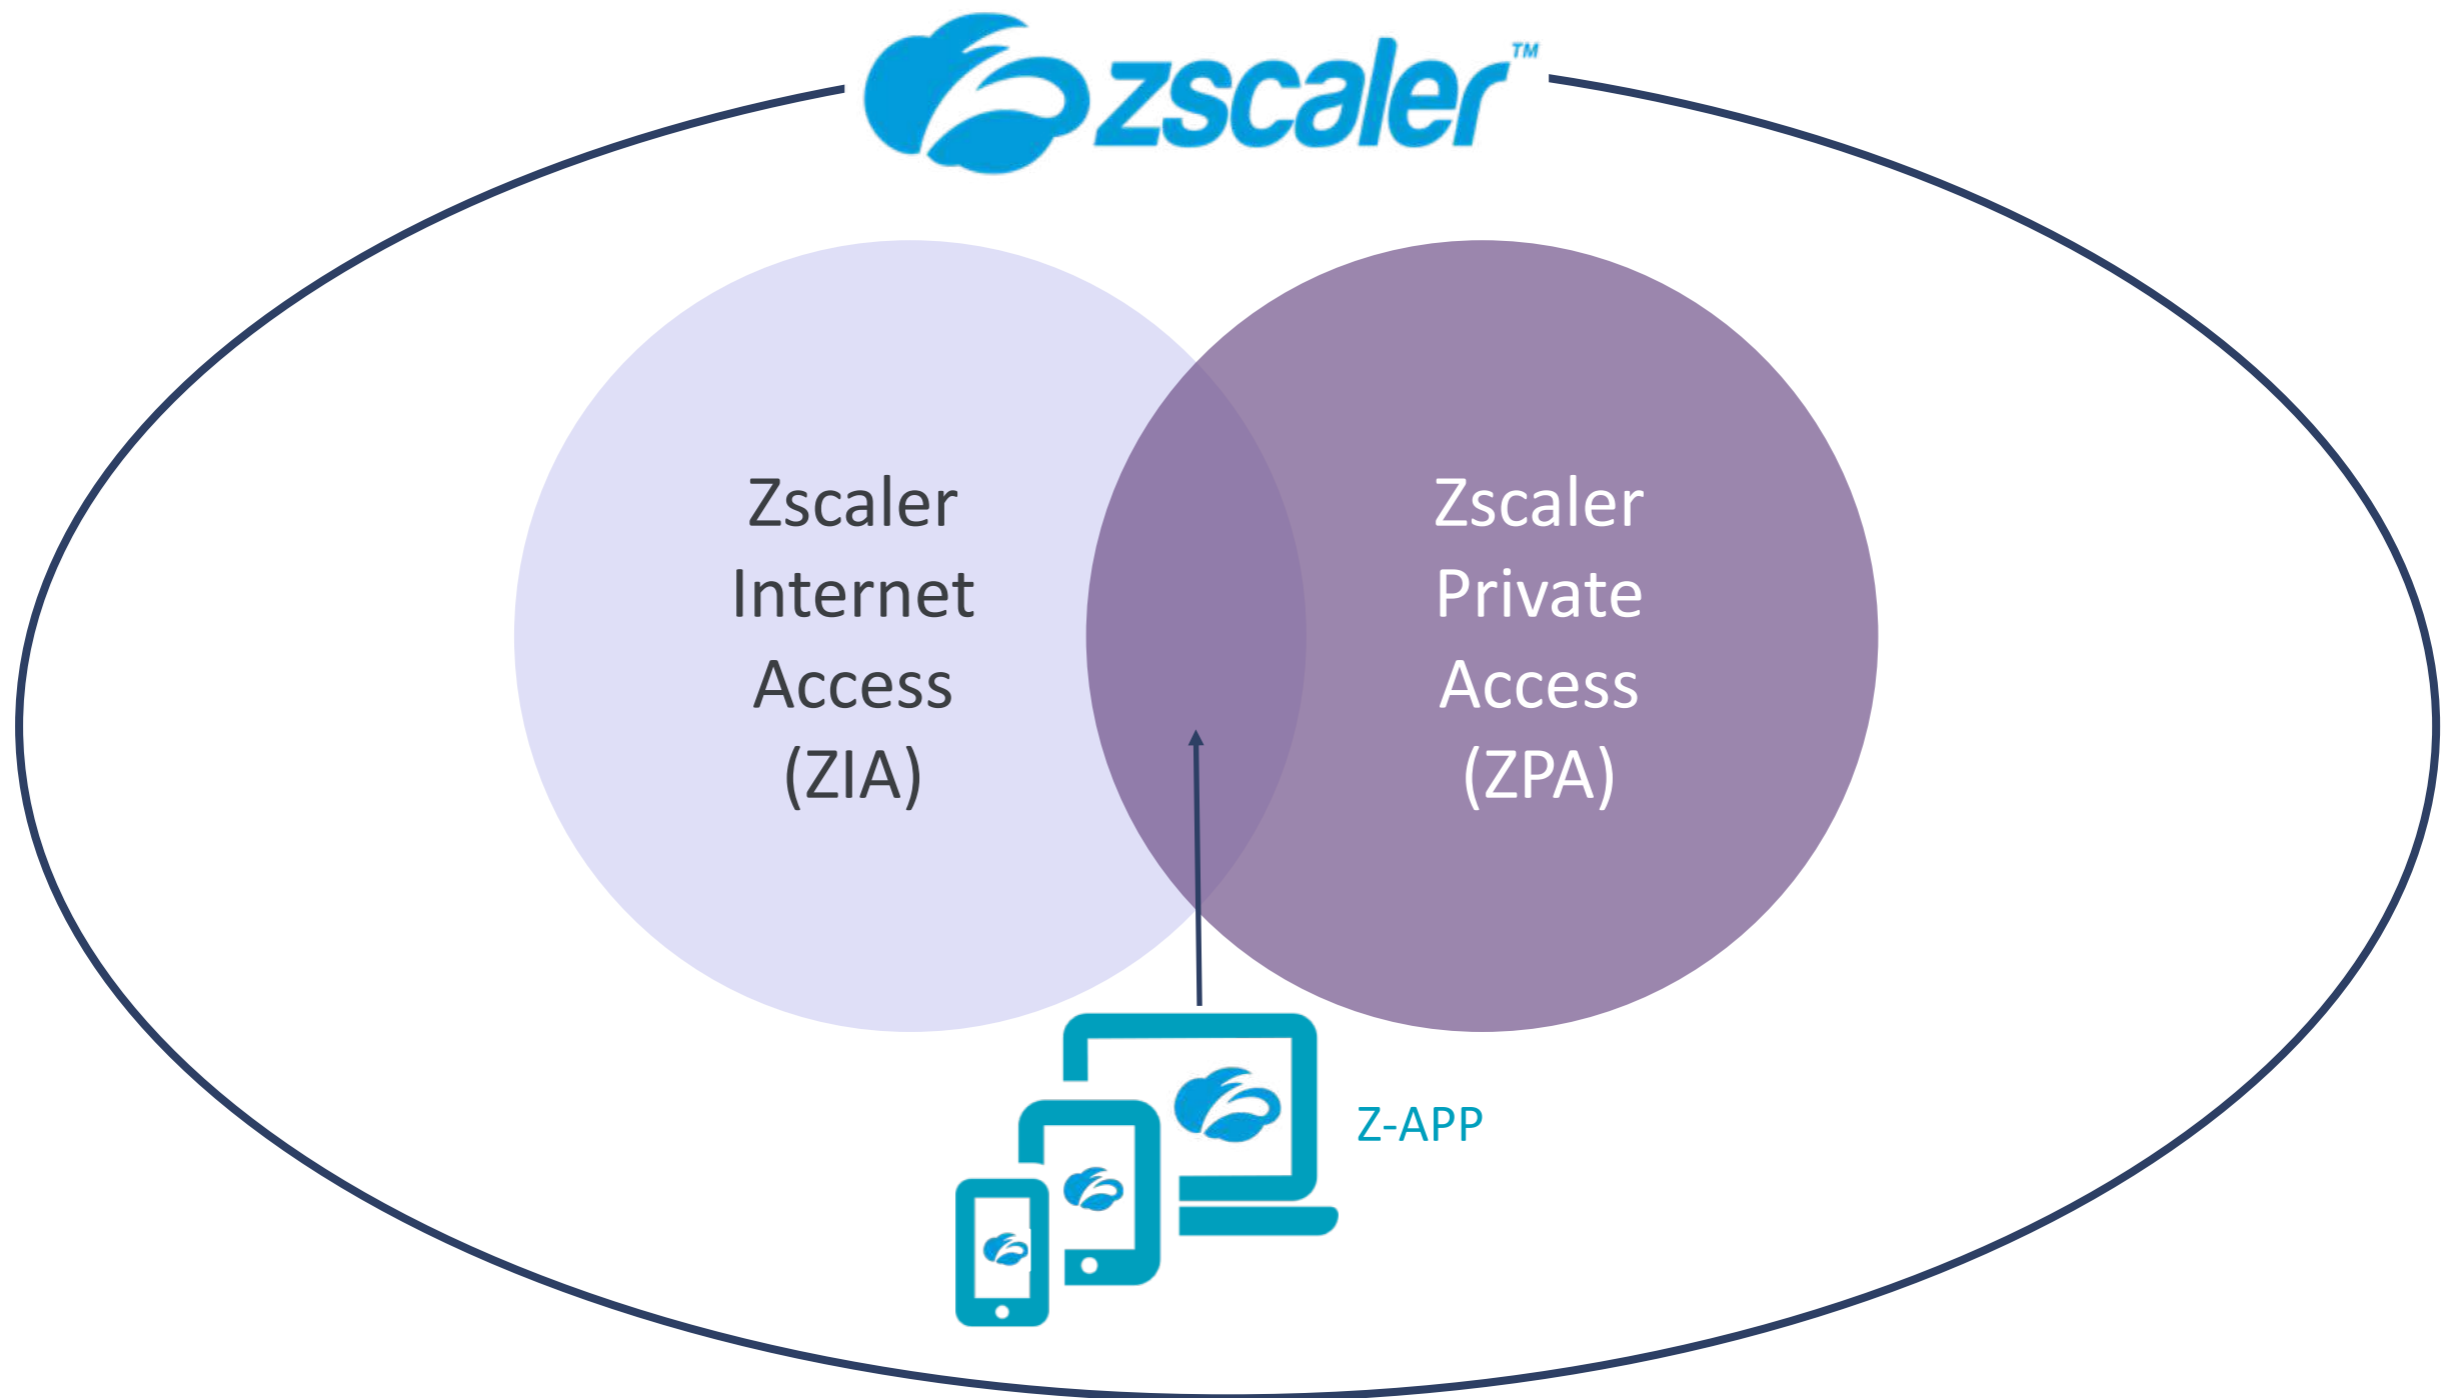 zscaler™
Zscaler
Internet
Access
(ZIA)
Zscaler
Private
Access
(ZPA)
Z-APP